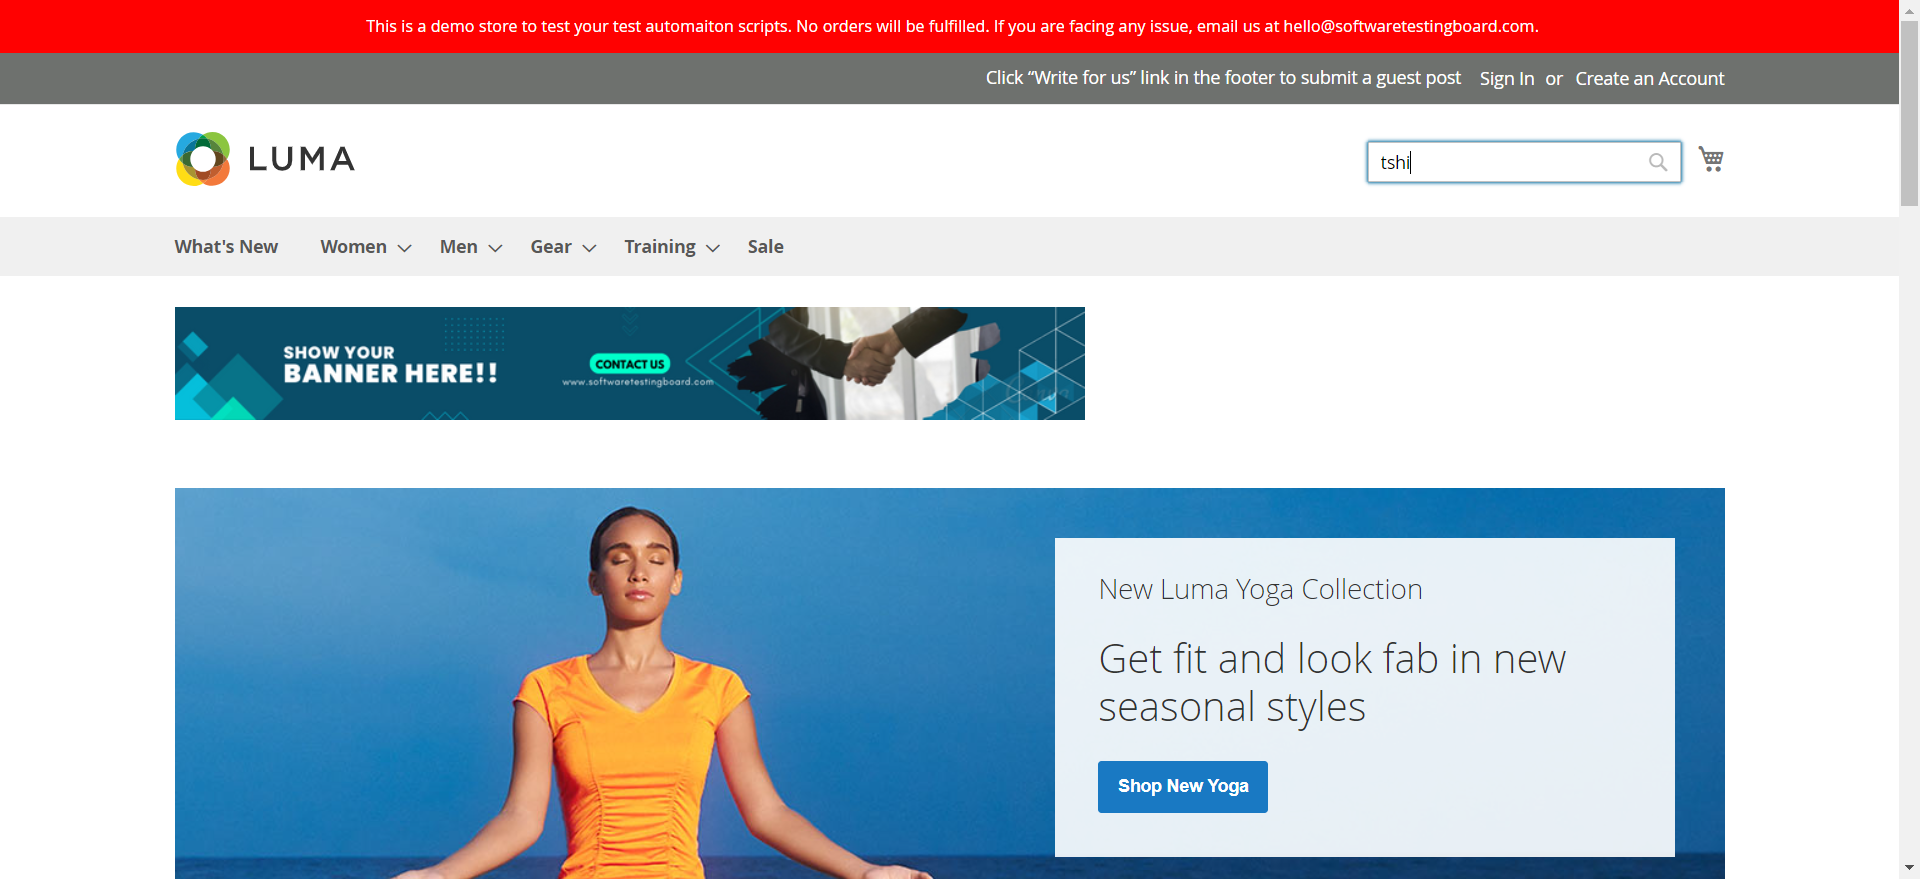 This is a demo store to test your test automaiton scripts. No orders will be fulfilled. If you are facing any issue, email us at hello@softwaretestingboard.com.
Click “Write for us” link in the footer to submit a guest post Sign In or Create an Account
LUMA
tshi
What's New Women Men Gear Training Sale
SHOW YOUR
BANNER HERE!!
CONTACT US
www.softwaretestingboard.com
New Luma Yoga Collection
Get fit and look fab in new
seasonal styles
Shop New Yoga